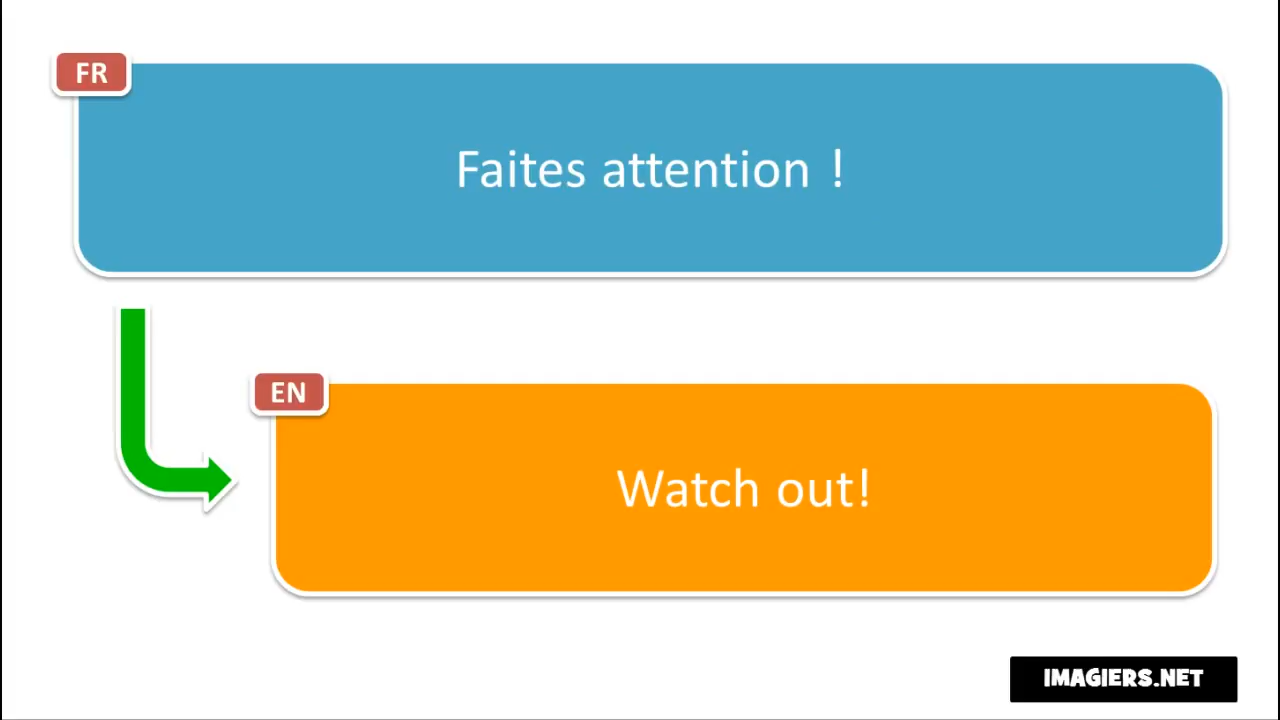 FR
Faites attention !
EN
Watch out!
IMAGIERS.NET